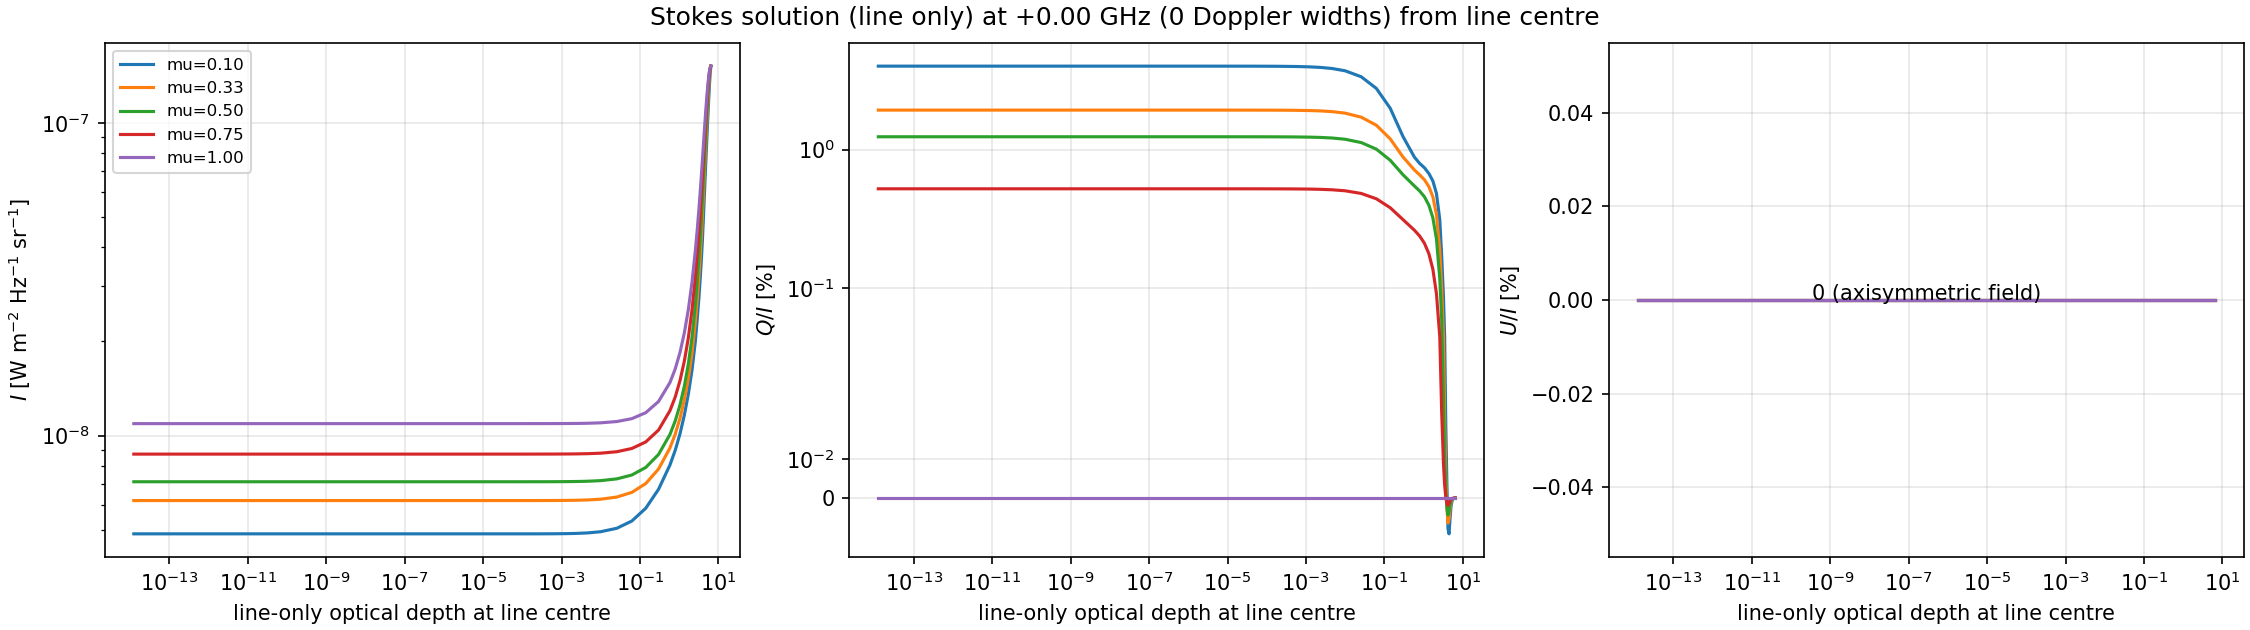 Stokes solution (line only) at +0.00 GHz (0 Doppler widths) from line centre
I [W m⁻² Hz⁻¹ sr⁻¹]
10⁻⁷
10⁻⁸
mu=0.10
mu=0.33
mu=0.50
mu=0.75
mu=1.00
10⁻¹³ 10⁻¹¹ 10⁻⁹ 10⁻⁷ 10⁻⁵ 10⁻³ 10⁻¹ 10¹
line-only optical depth at line centre
Q/I [%]
10⁰
10⁻¹
10⁻²
0
10⁻¹³ 10⁻¹¹ 10⁻⁹ 10⁻⁷ 10⁻⁵ 10⁻³ 10⁻¹ 10¹
line-only optical depth at line centre
U/I [%]
0.04
0.02
0.00
−0.02
−0.04
0 (axisymmetric field)
10⁻¹³ 10⁻¹¹ 10⁻⁹ 10⁻⁷ 10⁻⁵ 10⁻³ 10⁻¹ 10¹
line-only optical depth at line centre